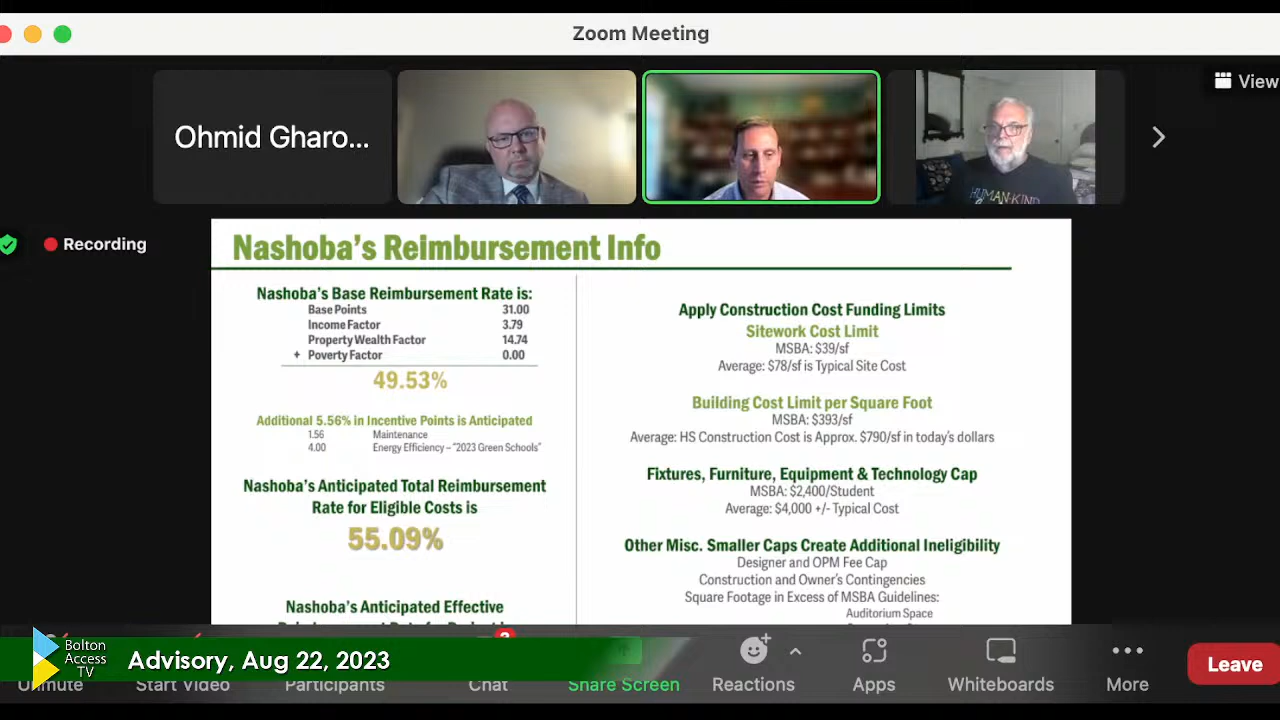 Zoom Meeting
View
Ohmid Gharo...
HUMAN-KIND
Recording
Nashoba's Reimbursement Info
Nashoba's Base Reimbursement Rate is:
Base Points 31.00
Income Factor 3.79
Property Wealth Factor 14.74
+ Poverty Factor 0.00
49.53%
Additional 5.56% in Incentive Points is Anticipated
1.56 Maintenance
4.00 Energy Efficiency – "2023 Green Schools"
Nashoba's Anticipated Total Reimbursement
Rate for Eligible Costs is
55.09%
Nashoba's Anticipated Effective
Apply Construction Cost Funding Limits
Sitework Cost Limit
MSBA: $39/sf
Average: $78/sf is Typical Site Cost
Building Cost Limit per Square Foot
MSBA: $393/sf
Average: HS Construction Cost is Approx. $790/sf in today's dollars
Fixtures, Furniture, Equipment & Technology Cap
MSBA: $2,400/Student
Average: $4,000 +/- Typical Cost
Other Misc. Smaller Caps Create Additional Ineligibility
Designer and OPM Fee Cap
Construction and Owner's Contingencies
Square Footage in Excess of MSBA Guidelines:
Auditorium Space
Bolton
Access
TV
Advisory, Aug 22, 2023
Unmute
Start Video
Participants
Chat
Share Screen
Reactions
Apps
Whiteboards
More
Leave